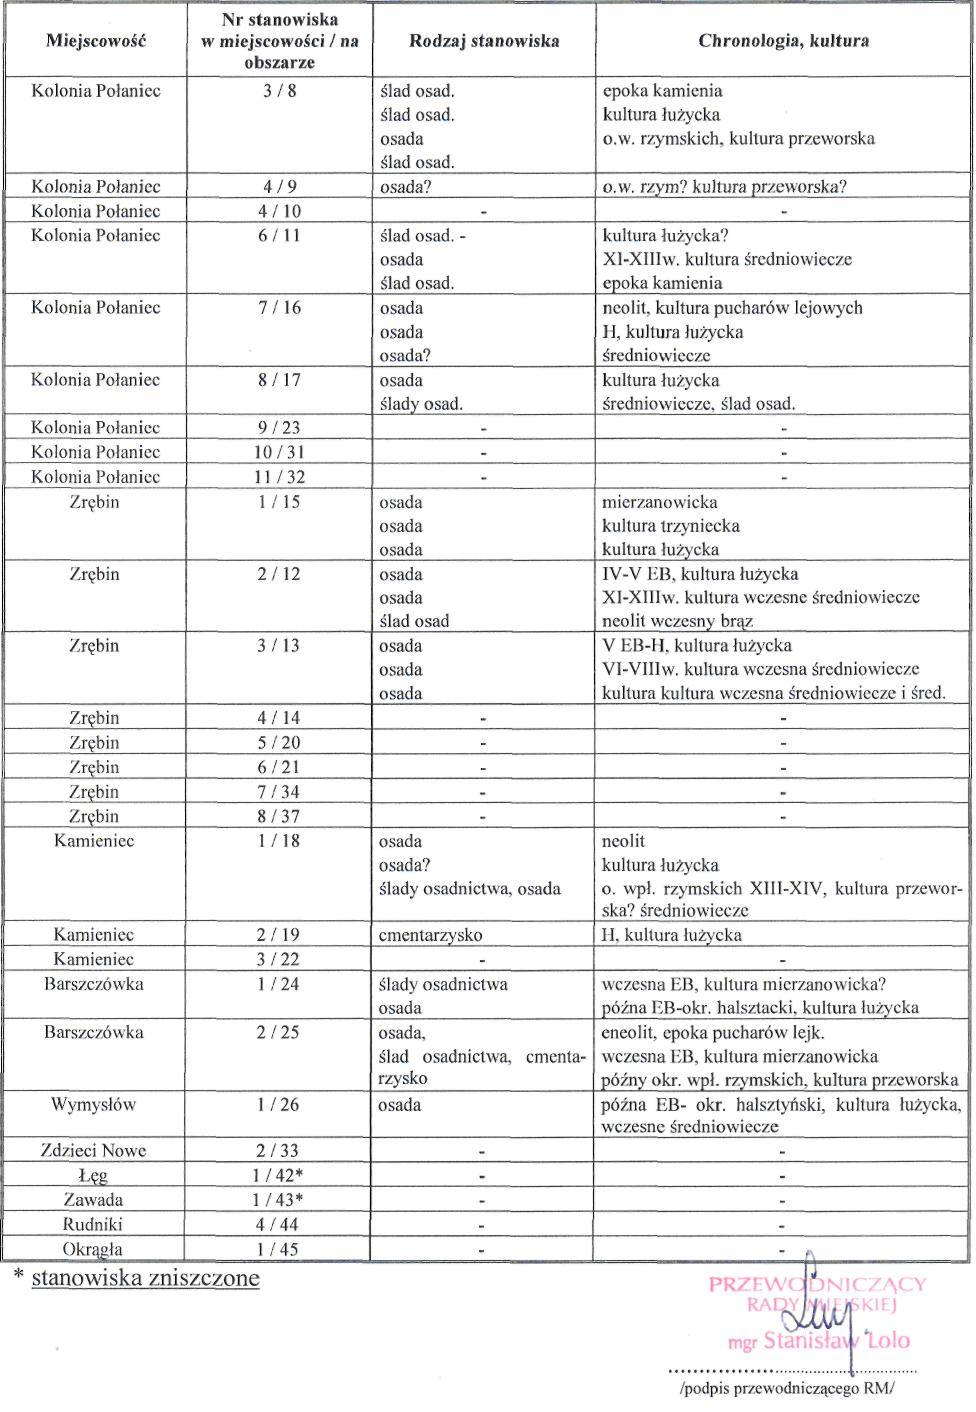 Miejscowość | Nr stanowiska w miejscowości / na obszarze | Rodzaj stanowiska | Chronologia, kultura
Kolonia Połaniec | 3 / 8 | ślad osad. | epoka kamienia
ślad osad. | kultura łużycka
osada | o.w. rzymskich, kultura przeworska
ślad osad.
Kolonia Połaniec | 4 / 9 | osada? | o.w. rzym? kultura przeworska?
Kolonia Połaniec | 4 / 10 | - | -
Kolonia Połaniec | 6 / 11 | ślad osad. - | kultura łużycka?
osada | XI-XIIIw. kultura średniowiecze
ślad osad. | epoka kamienia
Kolonia Połaniec | 7 / 16 | osada | neolit, kultura pucharów lejowych
osada | H, kultura łużycka
osada? | średniowiecze
Kolonia Połaniec | 8 / 17 | osada | kultura łużycka
ślady osad. | średniowiecze, ślad osad.
Kolonia Połaniec | 9 / 23 | - | -
Kolonia Połaniec | 10 / 31 | - | -
Kolonia Połaniec | 11 / 32 | - | -
Zrębin | 1 / 15 | osada | mierzanowicka
osada | kultura trzyniecka
osada | kultura łużycka
Zrębin | 2 / 12 | osada | IV-V EB, kultura łużycka
osada | XI-XIIIw. kultura wczesne średniowiecze
ślad osad | neolit wczesny brąz
Zrębin | 3 / 13 | osada | V EB-H, kultura łużycka
osada | VI-VIIIw. kultura wczesna średniowiecze
osada | kultura kultura wczesna średniowiecze i śred.
Zrębin | 4 / 14 | - | -
Zrębin | 5 / 20 | - | -
Zrębin | 6 / 21 | - | -
Zrębin | 7 / 34 | - | -
Zrębin | 8 / 37 | - | -
Kamieniec | 1 / 18 | osada | neolit
osada? | kultura łużycka
ślady osadnictwa, osada | o. wpł. rzymskich XIII-XIV, kultura przewor-
ska? średniowiecze
Kamieniec | 2 / 19 | cmentarzysko | H, kultura łużycka
Kamieniec | 3 / 22 | - | -
Barszczówka | 1 / 24 | ślady osadnictwa | wczesna EB, kultura mierzanowicka?
osada | późna EB-okr. halsztacki, kultura łużycka
Barszczówka | 2 / 25 | osada, | eneolit, epoka pucharów lejk.
ślad osadnictwa, cmenta- | wczesna EB, kultura mierzanowicka
rzysko | późny okr. wpł. rzymskich, kultura przeworska
Wymysłów | 1 / 26 | osada | późna EB- okr. halsztyński, kultura łużycka,
wczesne średniowiecze
Zdzieci Nowe | 2 / 33 | - | -
Łęg | 1 / 42* | - | -
Zawada | 1 / 43* | - | -
Rudniki | 4 / 44 | - | -
Okrągła | 1 / 45 | - | -
* stanowiska zniszczone
PRZEWODNICZĄCY
RADY MIEJSKIEJ
mgr Stanisław Lolo
/podpis przewodniczącego RM/